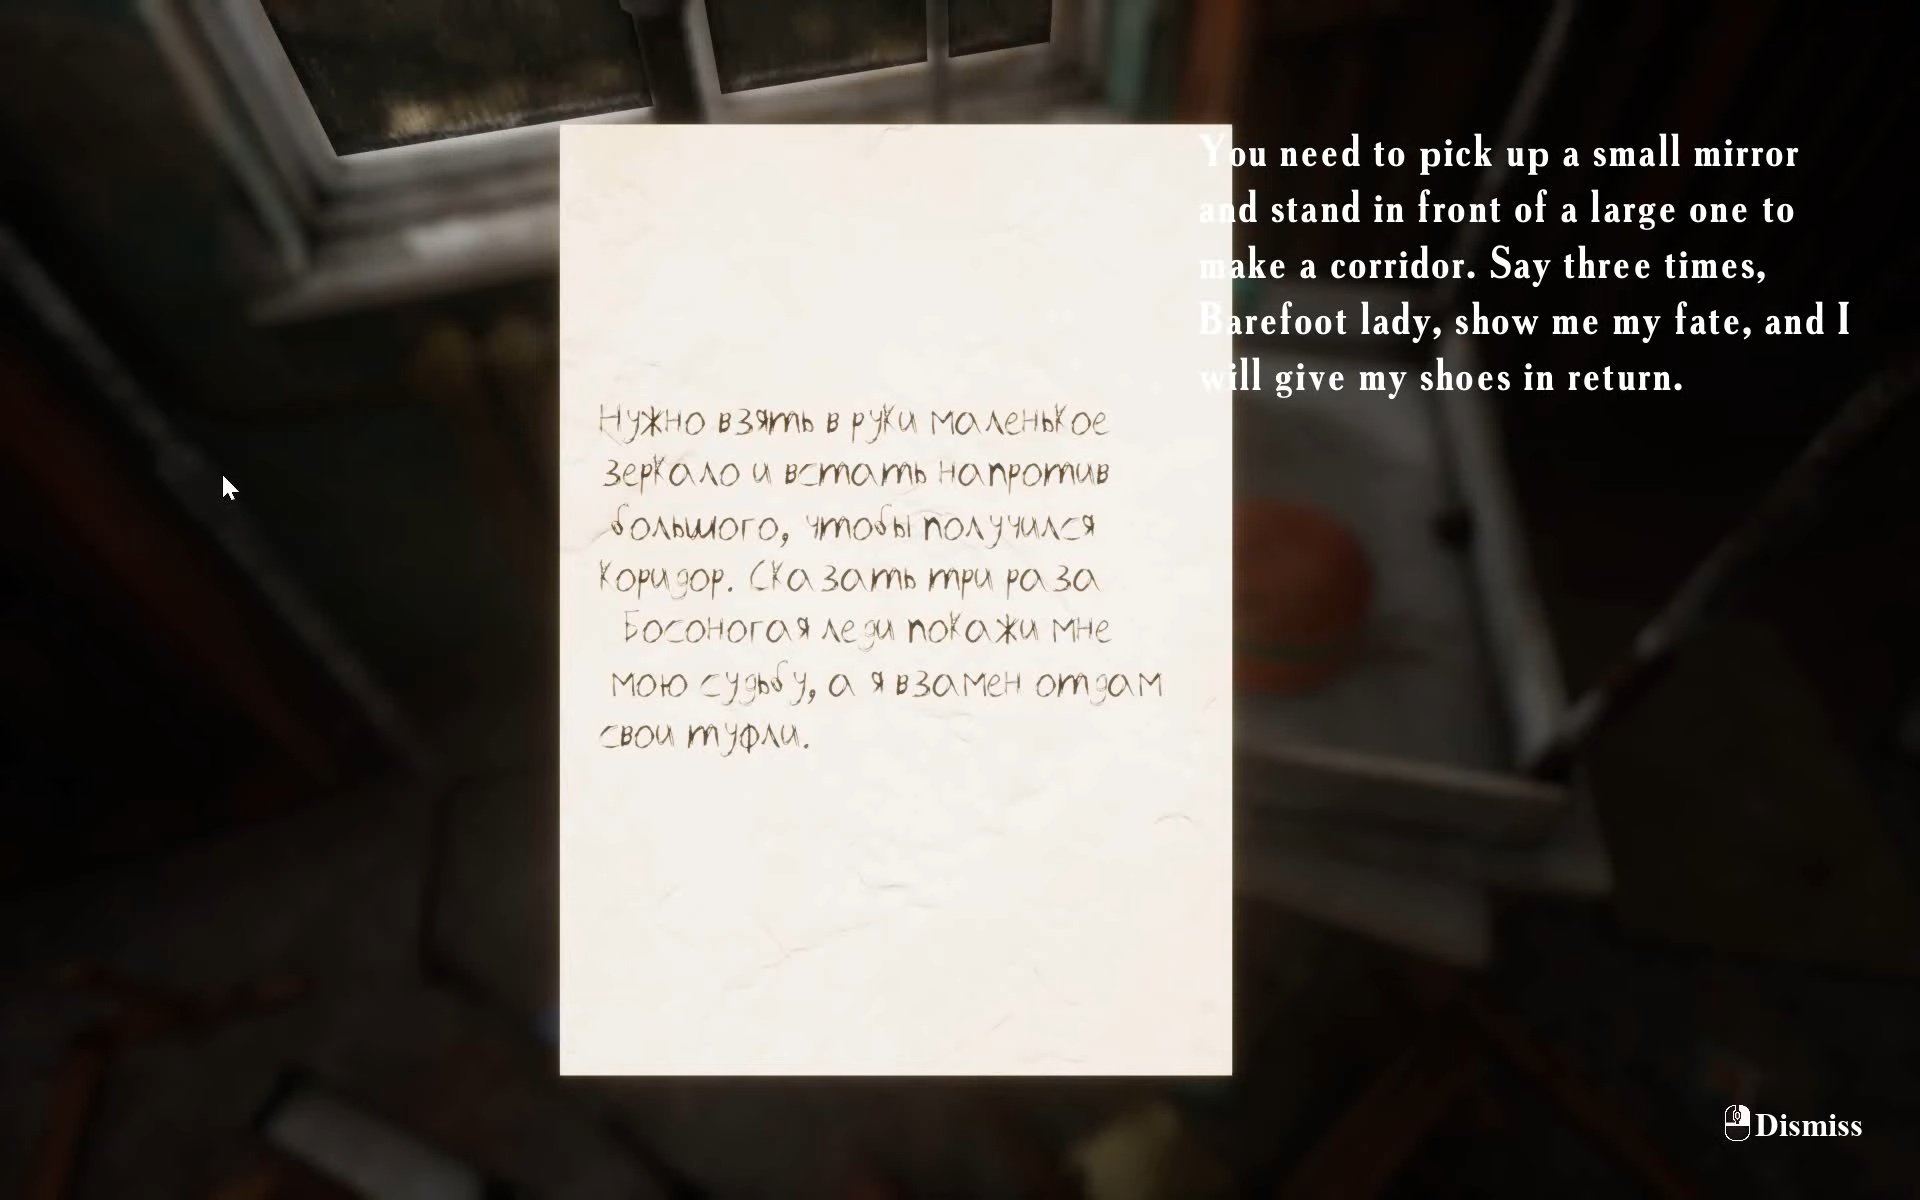 Нужно взять в руки маленькое
зеркало и встать напротив
большого, чтобы получился
коридор. Сказать три раза
Босоногая леди покажи мне
мою судьбу, а я взамен отдам
свои туфли.
You need to pick up a small mirror
and stand in front of a large one to
make a corridor. Say three times,
Barefoot lady, show me my fate, and I
will give my shoes in return.
Dismiss